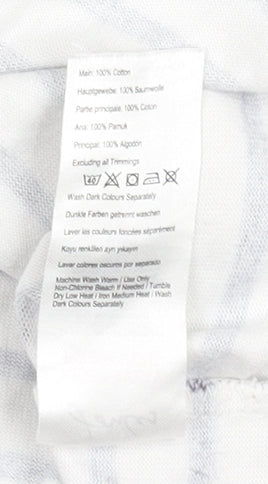 Main: 100% Cotton
Hauptgewebe: 100% Baumwolle
Partie principale: 100% Coton
Ana: 100% Pamuk
Principal: 100% Algodón
Excluding all Trimmings
40
Wash Dark Colours Separately
Dunkle Farben getrennt waschen
Laver les couleurs foncées séparément
Koyu renkilen ayrı yıkayın
Lavar colores oscuros por separado
Machine Wash Warm / Use Only
Non-Chlorine Bleach If Needed / Tumble
Dry Low Heat / Iron Medium Heat / Wash
Dark Colours Separately